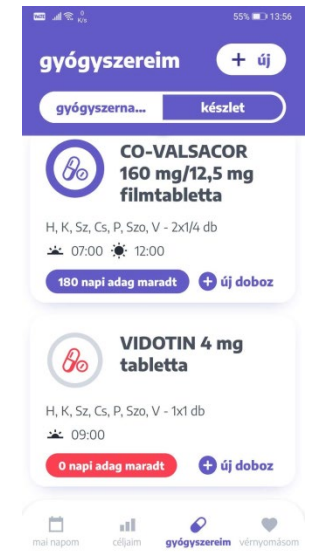 VoWiFi 0 K/s 55% 13:56
gyógyszereim + új
gyógyszerna... készlet
CO-VALSACOR
160 mg/12,5 mg
filmtabletta
H, K, Sz, Cs, P, Szo, V - 2x1/4 db
07:00 12:00
180 napi adag maradt + új doboz
VIDOTIN 4 mg
tabletta
H, K, Sz, Cs, P, Szo, V - 1x1 db
09:00
0 napi adag maradt + új doboz
mai napom céljaim gyógyszereim vérnyomásom